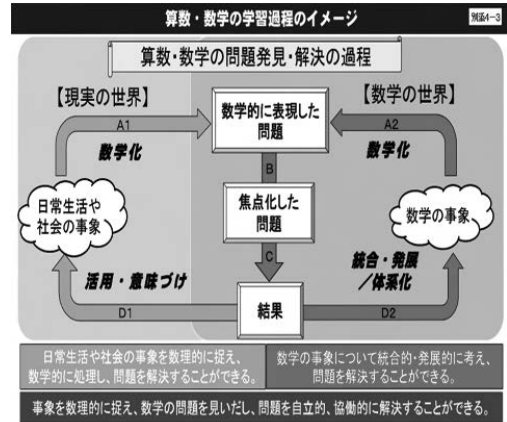 算数・数学の学習過程のイメージ
別添4-3
算数・数学の問題発見・解決の過程
【現実の世界】
【数学の世界】
数学的に表現した
問題
A1
A2
数学化
数学化
B
日常生活や
社会の事象
焦点化した
問題
数学の事象
C
活用・意味づけ
統合・発展
/体系化
結果
D1
D2
日常生活や社会の事象を数理的に捉え、
数学的に処理し、問題を解決することができる。
数学の事象について統合的・発展的に考え、
問題を解決することができる。
事象を数理的に捉え、数学の問題を見いだし、問題を自立的、協働的に解決することができる。